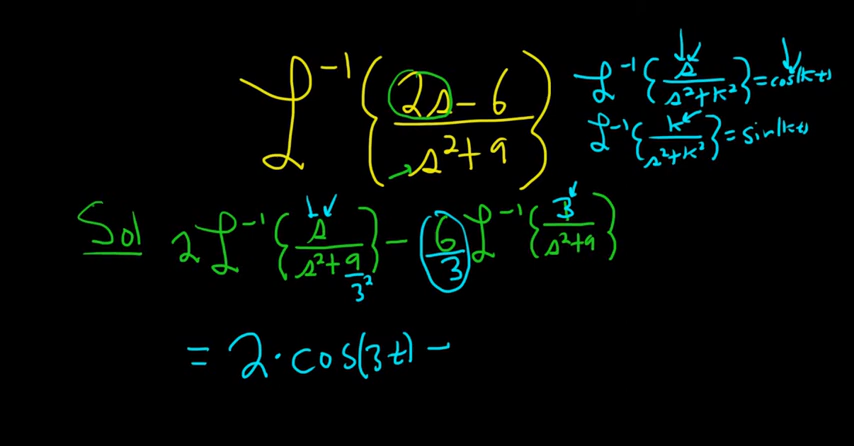 ℒ⁻¹{(2s − 6)/(s² + 9)}
ℒ⁻¹{s/(s² + k²)} = cos(kt)
ℒ⁻¹{k/(s² + k²)} = sin(kt)
Sol 2ℒ⁻¹{s/(s² + 9)} − (6/3)ℒ⁻¹{3/(s² + 9)}
3²
= 2 · cos(3t) −